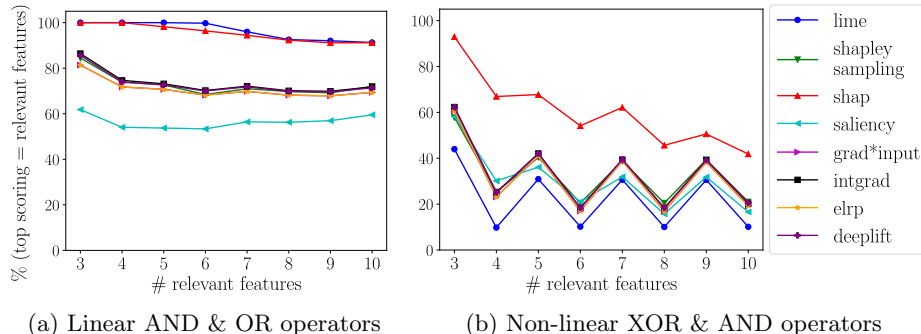 % (top scoring = relevant features)
100
80
60
40
20
0
3 4 5 6 7 8 9 10
# relevant features
(a) Linear AND & OR operators
100
80
60
40
20
0
3 4 5 6 7 8 9 10
# relevant features
(b) Non-linear XOR & AND operators
lime
shapley
sampling
shap
saliency
grad*input
intgrad
elrp
deeplift